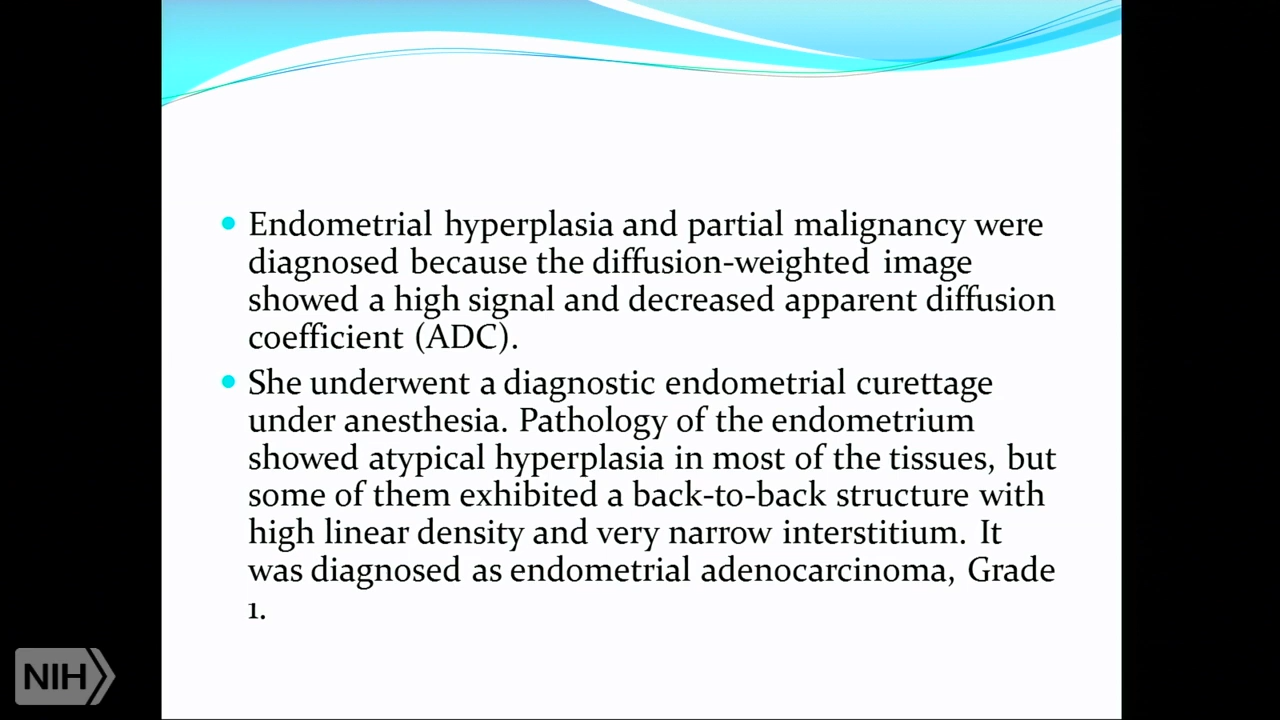 Endometrial hyperplasia and partial malignancy were
diagnosed because the diffusion-weighted image
showed a high signal and decreased apparent diffusion
coefficient (ADC).
She underwent a diagnostic endometrial curettage
under anesthesia. Pathology of the endometrium
showed atypical hyperplasia in most of the tissues, but
some of them exhibited a back-to-back structure with
high linear density and very narrow interstitium. It
was diagnosed as endometrial adenocarcinoma, Grade
1.
NIH